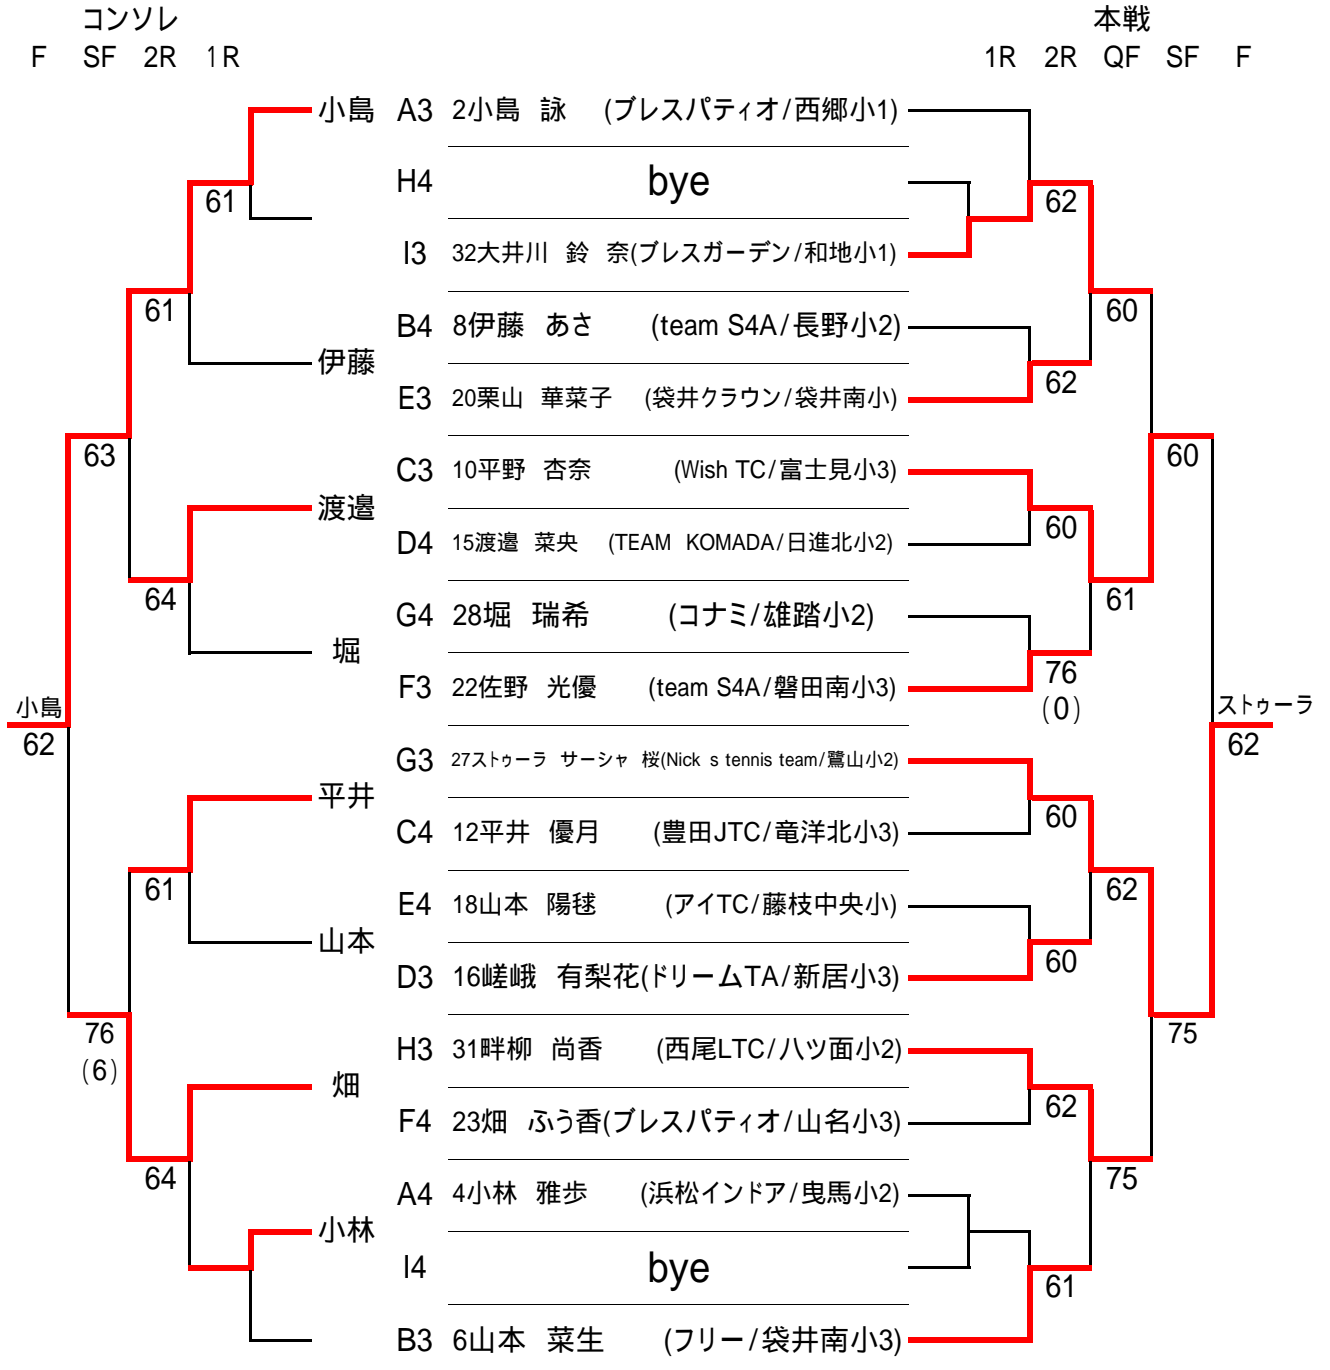 コンソレ 本戦
F SF 2R 1R 1R 2R QF SF F
小島 A3 2小島 詠 (ブレスパティオ/西郷小1)
H4 bye
61 62
I3 32大井川 鈴 奈(ブレスガーデン/和地小1)
61 60
B4 8伊藤 あさ (team S4A/長野小2)
伊藤
62
E3 20栗山 華菜子 (袋井クラウン/袋井南小)
63 60
C3 10平野 杏奈 (Wish TC/富士見小3)
渡邉
60
D4 15渡邉 菜央 (TEAM KOMADA/日進北小2)
64 61
G4 28堀 瑞希 (コナミ/雄踏小2)
堀
76
F3 22佐野 光優 (team S4A/磐田南小3)
(0)
小島 ストゥーラ
62 62
G3 27ストゥーラ サーシャ 桜(Nick s tennis team/鷺山小2)
平井
60
C4 12平井 優月 (豊田JTC/竜洋北小3)
61 62
E4 18山本 陽毬 (アイTC/藤枝中央小)
山本
60
D3 16嵯峨 有梨花(ドリームTA/新居小3)
76 75
H3 31畔柳 尚香 (西尾LTC/八ツ面小2)
(6)
畑
62
F4 23畑 ふう香(ブレスパティオ/山名小3)
64 75
A4 4小林 雅歩 (浜松インドア/曳馬小2)
小林
I4 bye
61
B3 6山本 菜生 (フリー/袋井南小3)